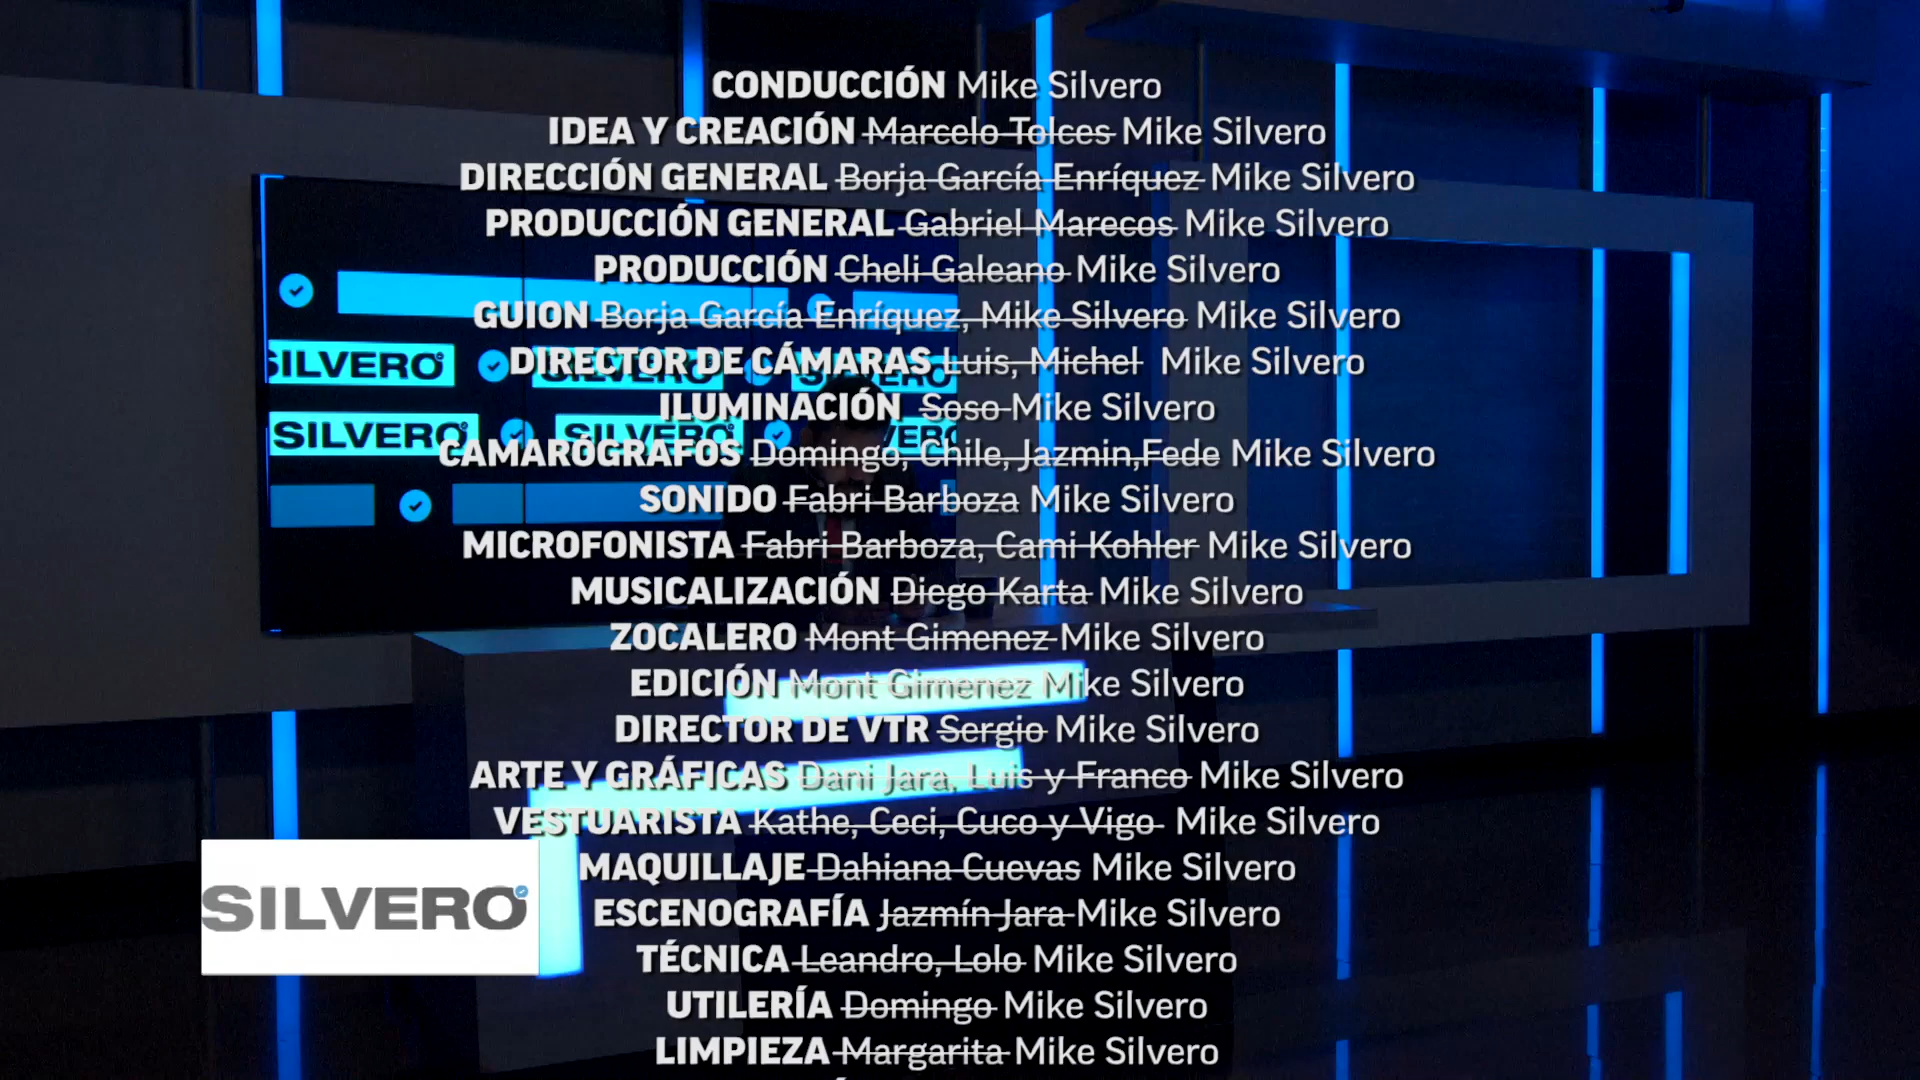 CONDUCCIÓN Mike Silvero
IDEA Y CREACIÓN Marcelo Tolces Mike Silvero
DIRECCIÓN GENERAL Borja García Enríquez Mike Silvero
PRODUCCIÓN GENERAL Gabriel Marecos Mike Silvero
PRODUCCIÓN Cheli Galeano Mike Silvero
GUION Borja García Enríquez, Mike Silvero Mike Silvero
SILVERO SILVERO SILVERO
DIRECTOR DE CÁMARAS Luis, Michel Mike Silvero
ILUMINACIÓN Soso Mike Silvero
SILVERO SILVERO
CAMARÓGRAFOS Domingo, Chile, Jazmin,Fede Mike Silvero
SONIDO Fabri Barboza Mike Silvero
MICROFONISTA Fabri Barboza, Cami Kohler Mike Silvero
MUSICALIZACIÓN Diego Karta Mike Silvero
ZOCALERO Mont Gimenez Mike Silvero
EDICIÓN Mont Gimenez Mike Silvero
DIRECTOR DE VTR Sergio Mike Silvero
ARTE Y GRÁFICAS Dani Jara, Luis y Franco Mike Silvero
VESTUARISTA Kathe, Ceci, Cuco y Vigo Mike Silvero
MAQUILLAJE Dahiana Cuevas Mike Silvero
SILVERO
ESCENOGRAFÍA Jazmín Jara Mike Silvero
TÉCNICA Leandro, Lolo Mike Silvero
UTILERÍA Domingo Mike Silvero
LIMPIEZA Margarita Mike Silvero